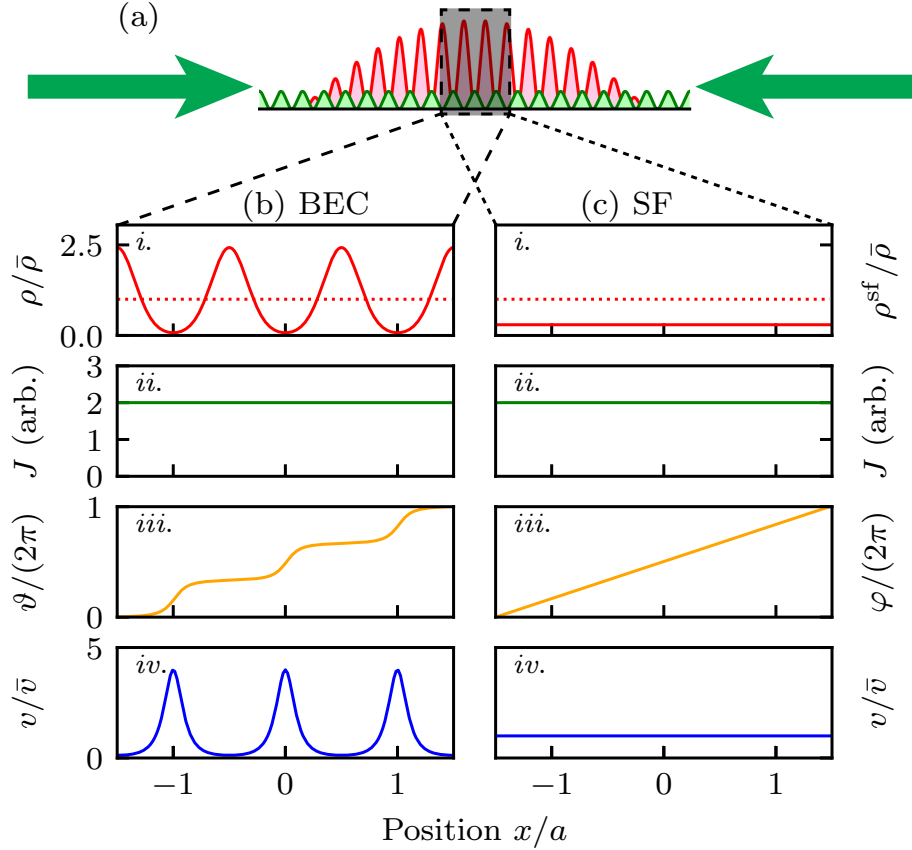 (a)
(b) BEC
(c) SF
i.
2.5
0.0
ρ/ρ̄
i.
ρ^sf/ρ̄
ii.
3
2
1
0
J (arb.)
ii.
J (arb.)
iii.
1
0
ϑ/(2π)
iii.
φ/(2π)
iv.
5
0
v/v̄
iv.
v/v̄
−1 0 1
−1 0 1
Position x/a